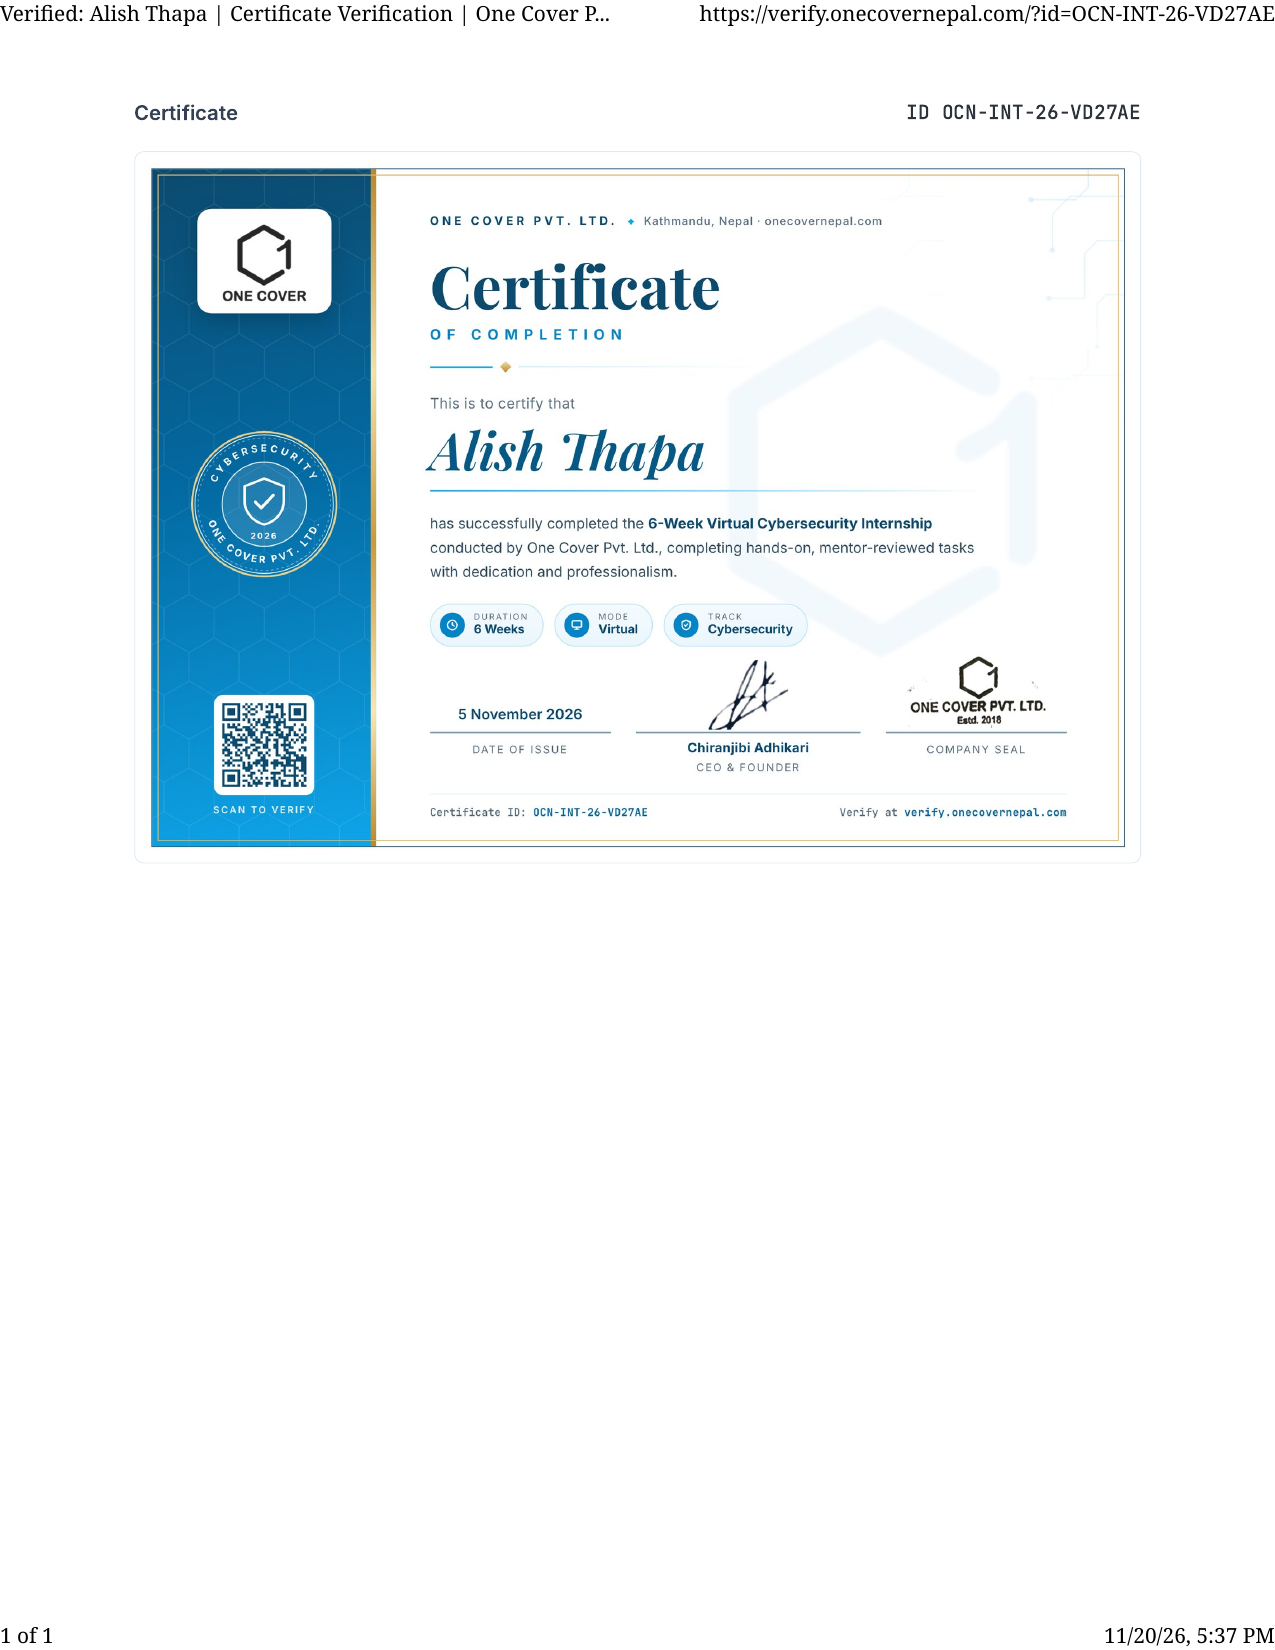 Verified: Alish Thapa | Certificate Verification | One Cover P...
https://verify.onecovernepal.com/?id=OCN-INT-26-VD27AE
Certificate
ID OCN-INT-26-VD27AE
ONE COVER
ONE COVER PVT. LTD. ◆ Kathmandu, Nepal · onecovernepal.com
Certificate
OF COMPLETION
This is to certify that
Alish Thapa
CYBERSECURITY
2026
ONE COVER PVT. LTD.
has successfully completed the 6-Week Virtual Cybersecurity Internship
conducted by One Cover Pvt. Ltd., completing hands-on, mentor-reviewed tasks
with dedication and professionalism.
DURATION
6 Weeks
MODE
Virtual
TRACK
Cybersecurity
ONE COVER PVT. LTD.
Estd. 2018
5 November 2026
DATE OF ISSUE
Chiranjibi Adhikari
CEO & FOUNDER
COMPANY SEAL
SCAN TO VERIFY
Certificate ID: OCN-INT-26-VD27AE
Verify at verify.onecovernepal.com
1 of 1
11/20/26, 5:37 PM